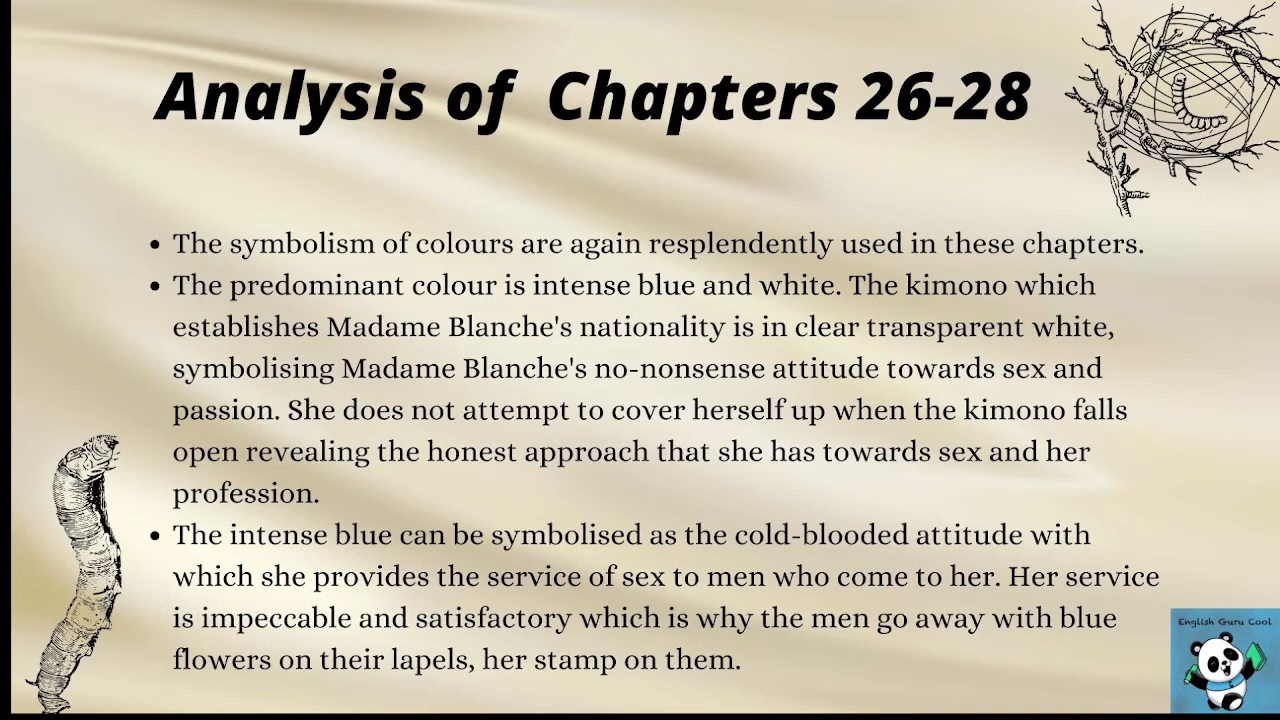 Analysis of Chapters 26-28
• The symbolism of colours are again resplendently used in these chapters.
• The predominant colour is intense blue and white. The kimono which
establishes Madame Blanche's nationality is in clear transparent white,
symbolising Madame Blanche's no-nonsense attitude towards sex and
passion. She does not attempt to cover herself up when the kimono falls
open revealing the honest approach that she has towards sex and her
profession.
• The intense blue can be symbolised as the cold-blooded attitude with
which she provides the service of sex to men who come to her. Her service
is impeccable and satisfactory which is why the men go away with blue
flowers on their lapels, her stamp on them.
English Guru Cool